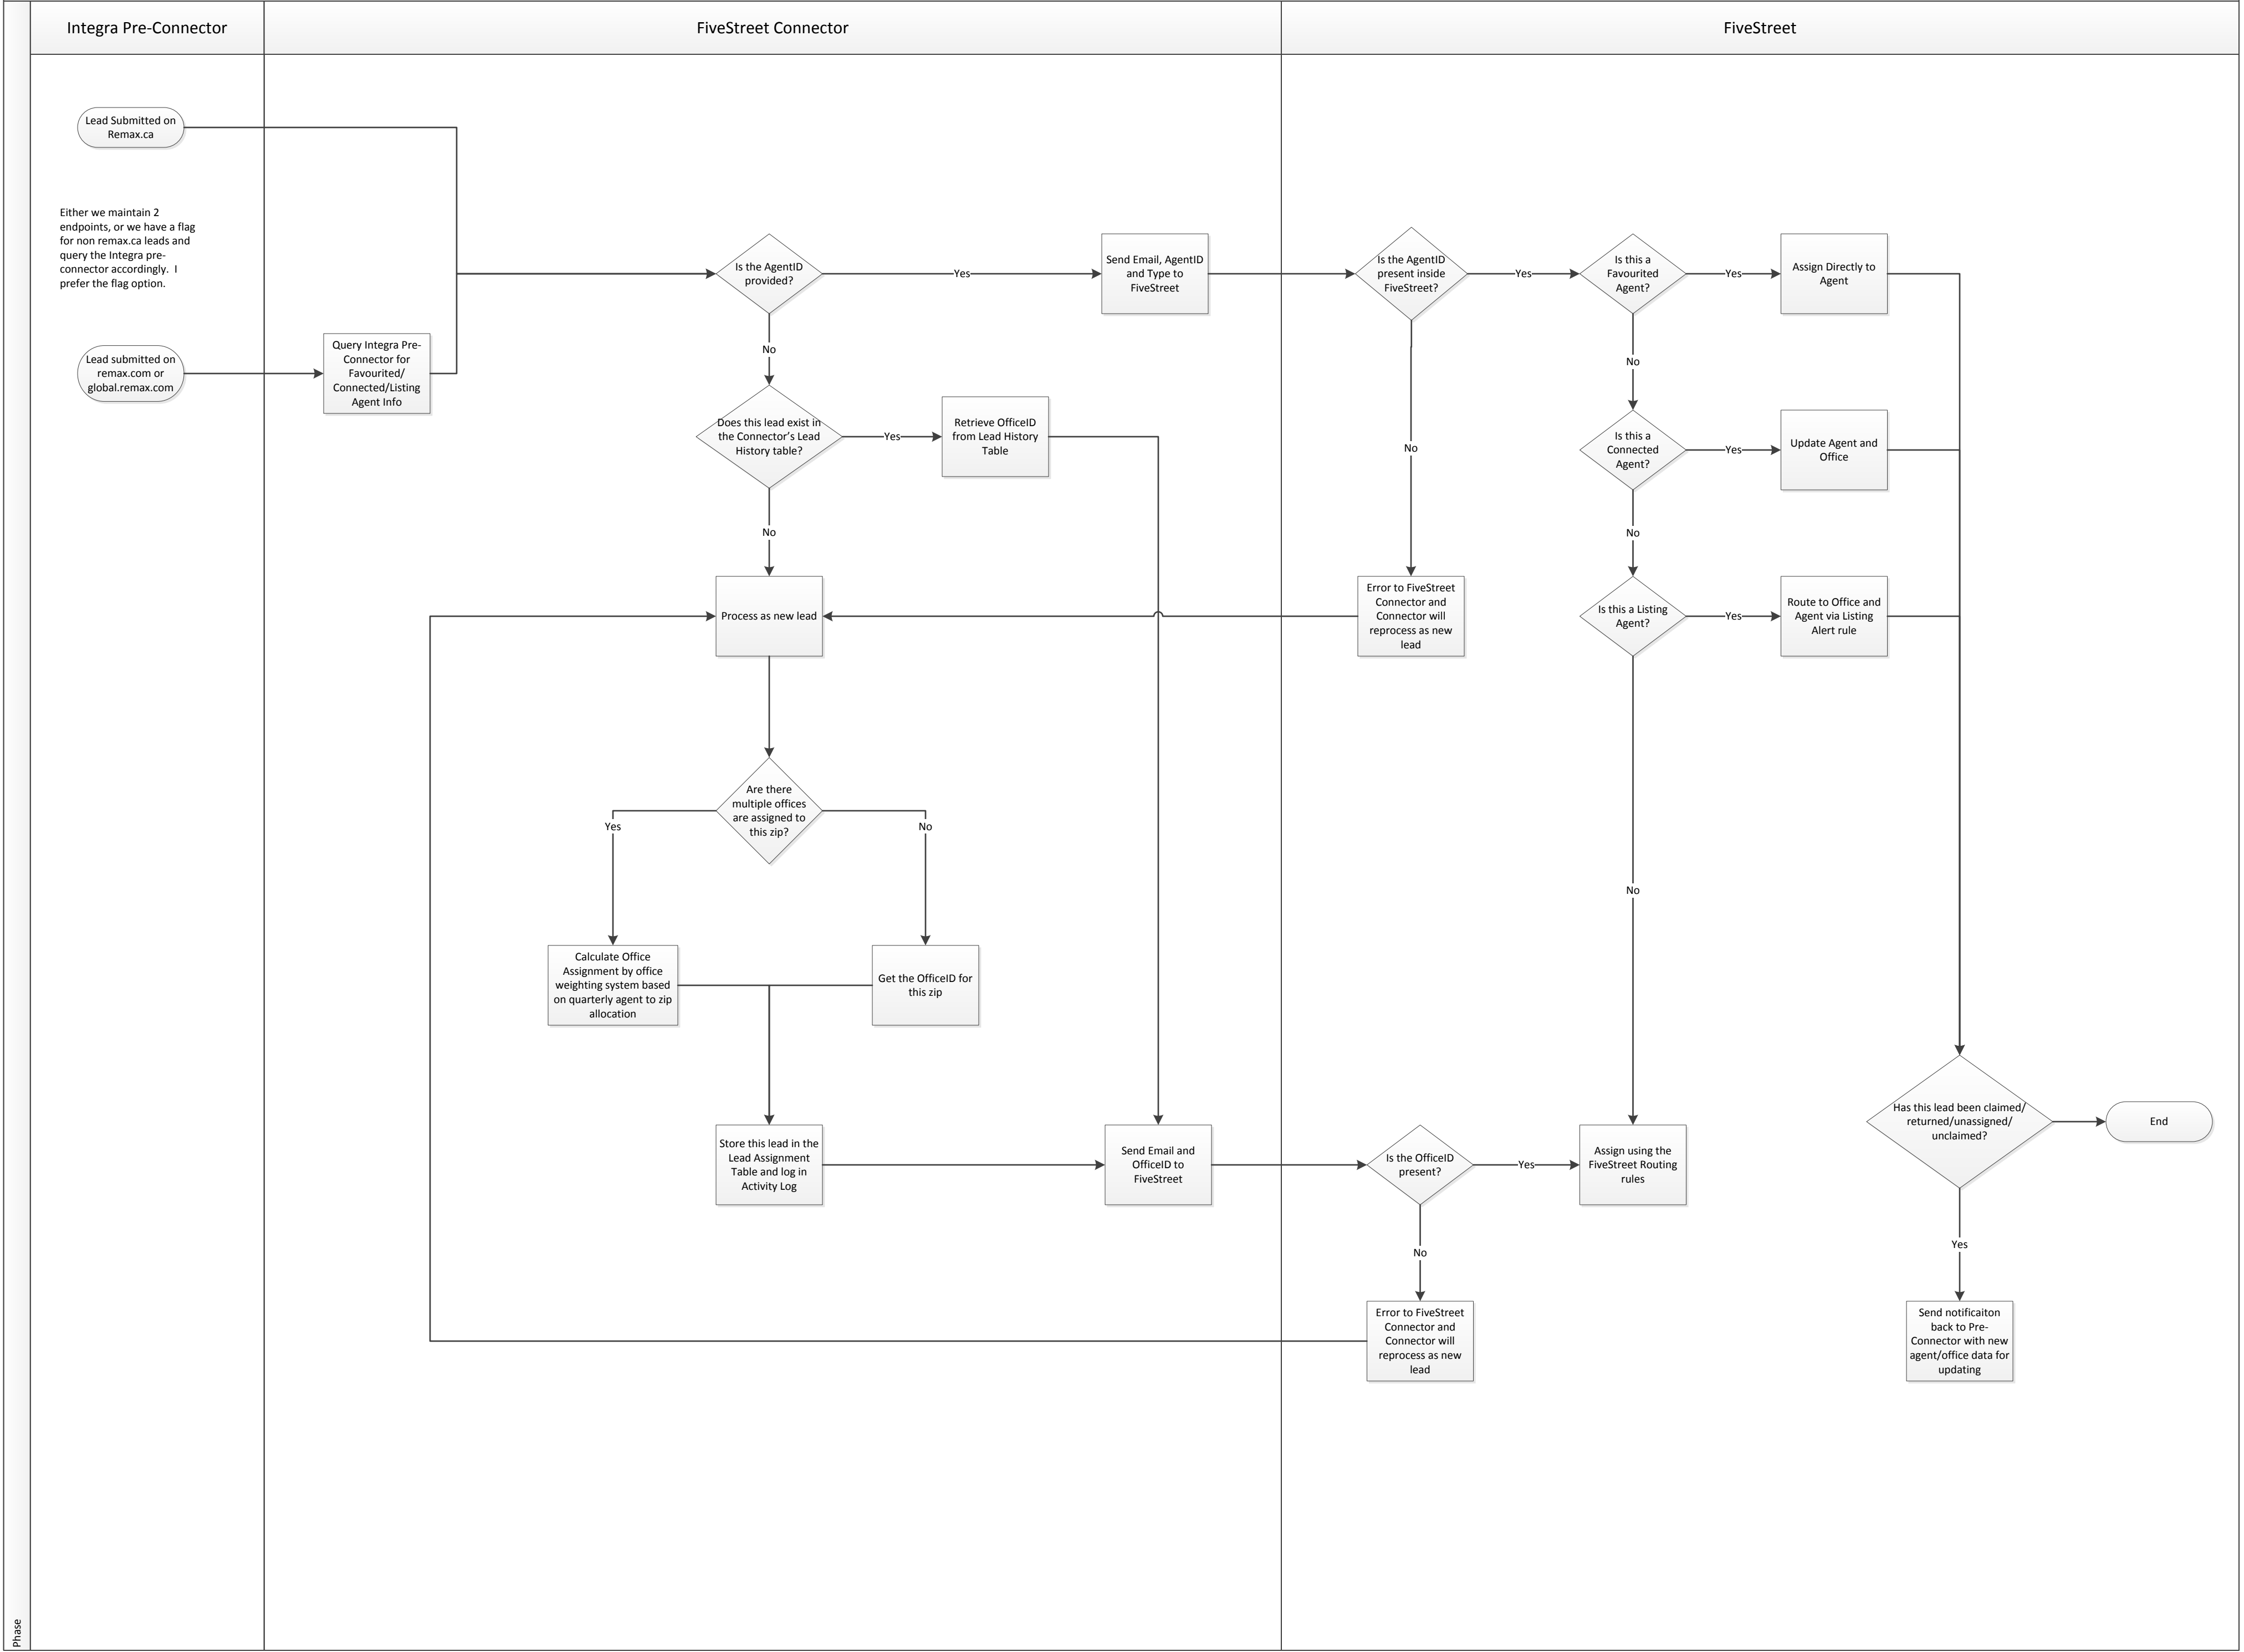 Integra Pre-Connector
FiveStreet Connector
FiveStreet
Lead Submitted on
Remax.ca
Either we maintain 2
endpoints, or we have a flag
for non remax.ca leads and
query the Integra pre-
connector accordingly.  I
prefer the flag option.
Lead submitted on
remax.com or
global.remax.com
Query Integra Pre-
Connector for
Favourited/
Connected/Listing
Agent Info
Is the AgentID
provided?
Yes
Send Email, AgentID
and Type to
FiveStreet
No
Does this lead exist in
the Connector’s Lead
History table?
Yes
Retrieve OfficeID
from Lead History
Table
No
Process as new lead
Are there
multiple offices
are assigned to
this zip?
Yes
No
Calculate Office
Assignment by office
weighting system based
on quarterly agent to zip
allocation
Get the OfficeID for
this zip
Store this lead in the
Lead Assignment
Table and log in
Activity Log
Send Email and
OfficeID to
FiveStreet
Is the AgentID
present inside
FiveStreet?
Yes
No
Error to FiveStreet
Connector and
Connector will
reprocess as new
lead
Is this a
Favourited
Agent?
Yes
Assign Directly to
Agent
No
Is this a
Connected
Agent?
Yes
Update Agent and
Office
No
Is this a Listing
Agent?
Yes
Route to Office and
Agent via Listing
Alert rule
No
Is the OfficeID
present?
Yes
Assign using the
FiveStreet Routing
rules
No
Error to FiveStreet
Connector and
Connector will
reprocess as new
lead
Has this lead been claimed/
returned/unassigned/
unclaimed?
End
Yes
Send notificaiton
back to Pre-
Connector with new
agent/office data for
updating
Phase